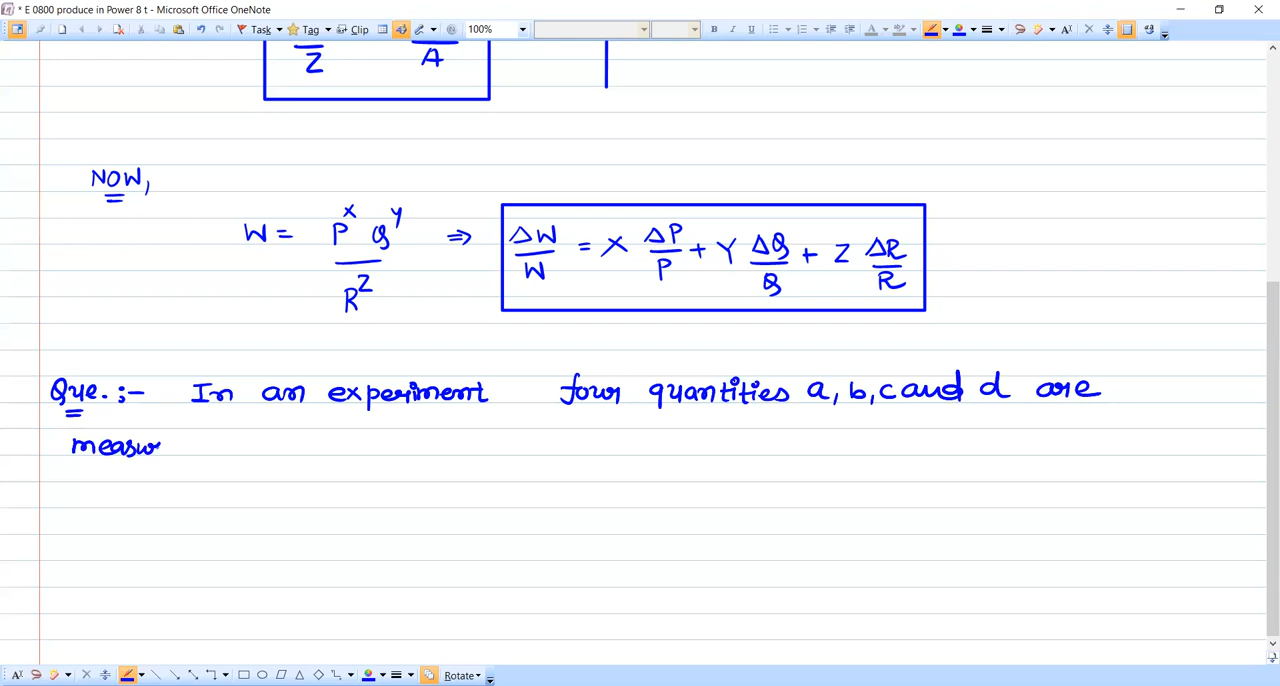 * E 0800 produce in Power 8 t - Microsoft Office OneNote
Task Tag Clip 100% B I U
Z A
NOW,
W = P^X Q^Y / R^Z ⇒ ΔW/W = X ΔP/P + Y ΔQ/Q + Z ΔR/R
Que. :- In an experiment four quantities a, b, c and d are
measu
Rotate